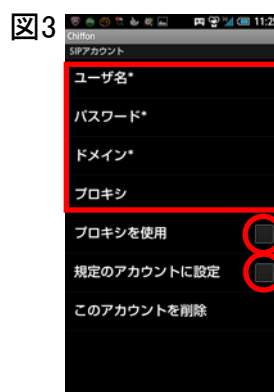 図3
11:25
Chiffon
SIPアカウント
ユーザ名*
パスワード*
ドメイン*
プロキシ
プロキシを使用
規定のアカウントに設定
このアカウントを削除